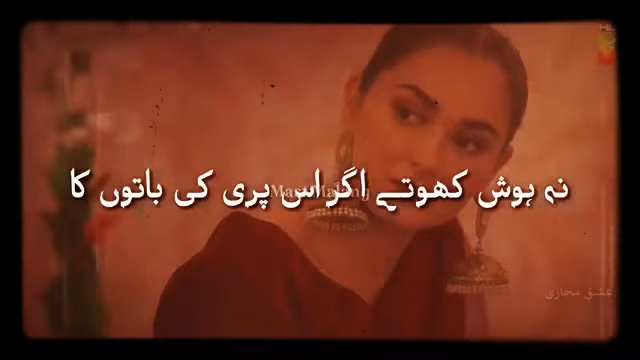 نہ ہوش کھوتے اگر اس پری کی باتوں کا
عشق مجازی